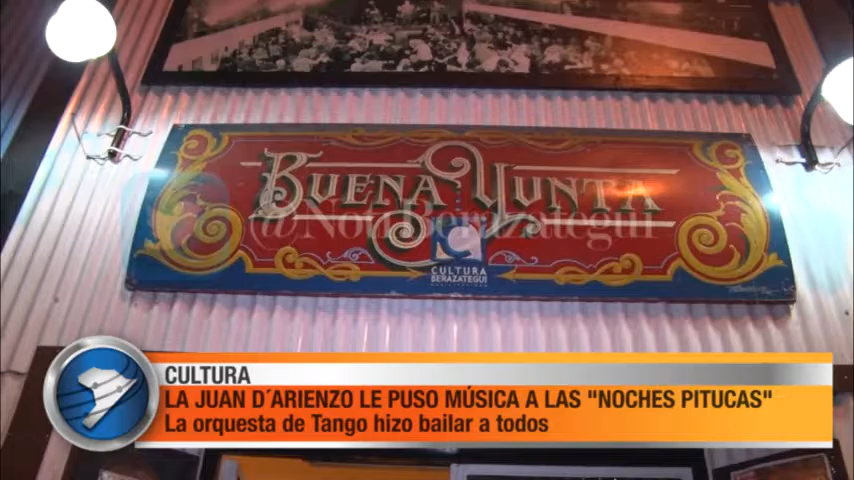 BUENA YUNTA
@NotiBerazategui
CULTURA
BERAZATEGUI
CULTURA
LA JUAN D´ARIENZO LE PUSO MÚSICA A LAS "NOCHES PITUCAS"
La orquesta de Tango hizo bailar a todos